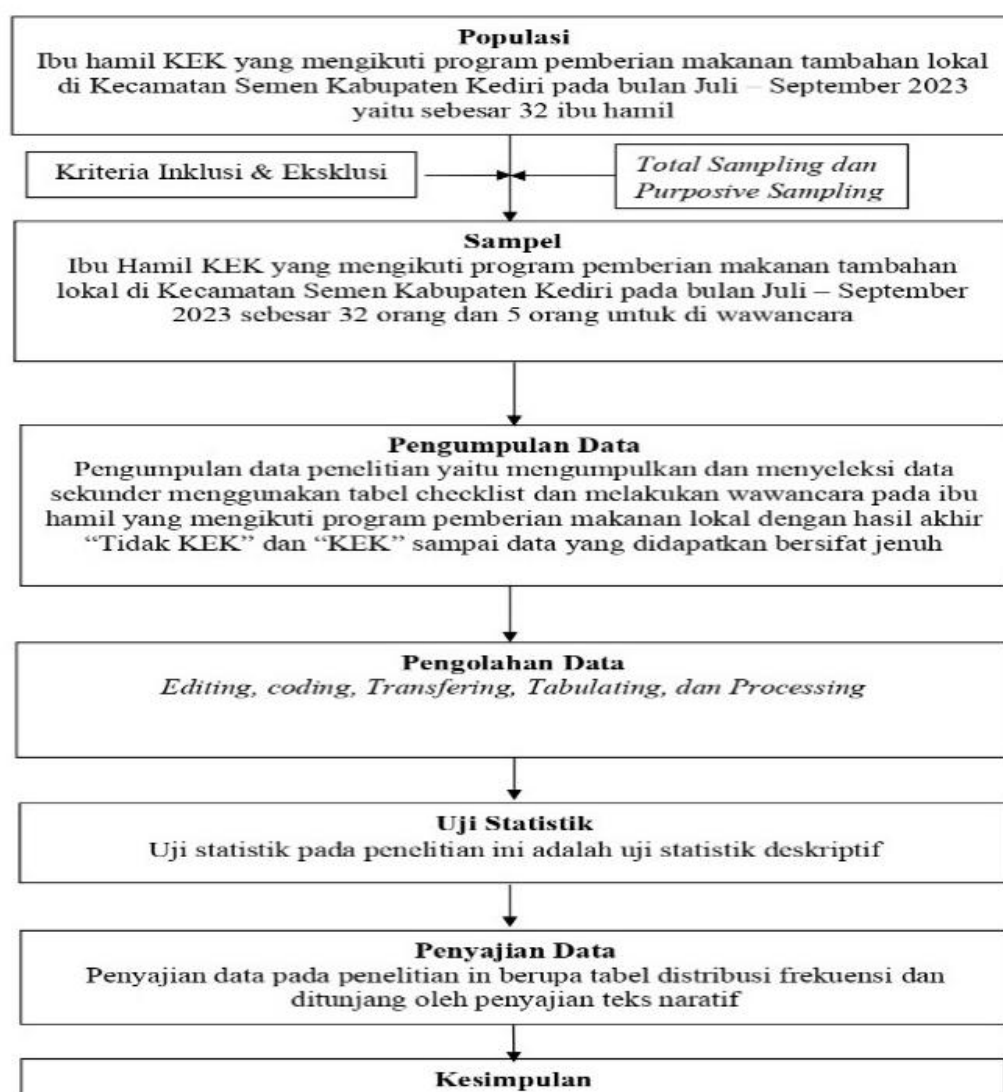 Populasi
Ibu hamil KEK yang mengikuti program pemberian makanan tambahan lokal
di Kecamatan Semen Kabupaten Kediri pada bulan Juli – September 2023
yaitu sebesar 32 ibu hamil
Kriteria Inklusi & Eksklusi
Total Sampling dan
Purposive Sampling
Sampel
Ibu Hamil KEK yang mengikuti program pemberian makanan tambahan
lokal di Kecamatan Semen Kabupaten Kediri pada bulan Juli – September
2023 sebesar 32 orang dan 5 orang untuk di wawancara
Pengumpulan Data
Pengumpulan data penelitian yaitu mengumpulkan dan menyeleksi data
sekunder menggunakan tabel checklist dan melakukan wawancara pada ibu
hamil yang mengikuti program pemberian makanan lokal dengan hasil akhir
“Tidak KEK” dan “KEK” sampai data yang didapatkan bersifat jenuh
Pengolahan Data
Editing, coding, Transfering, Tabulating, dan Processing
Uji Statistik
Uji statistik pada penelitian ini adalah uji statistik deskriptif
Penyajian Data
Penyajian data pada penelitian in berupa tabel distribusi frekuensi dan
ditunjang oleh penyajian teks naratif
Kesimpulan